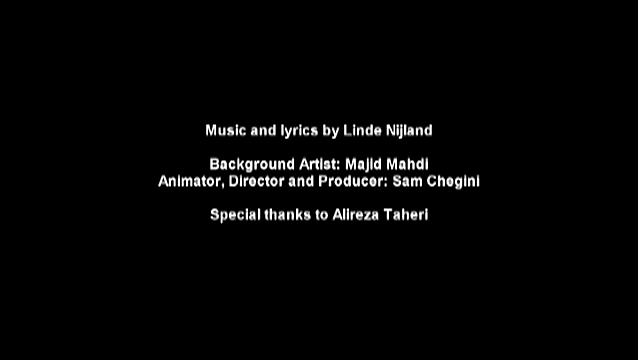 Music and lyrics by Linde Nijland
Background Artist: Majid Mahdi
Animator, Director and Producer: Sam Chegini
Special thanks to Alireza Taheri